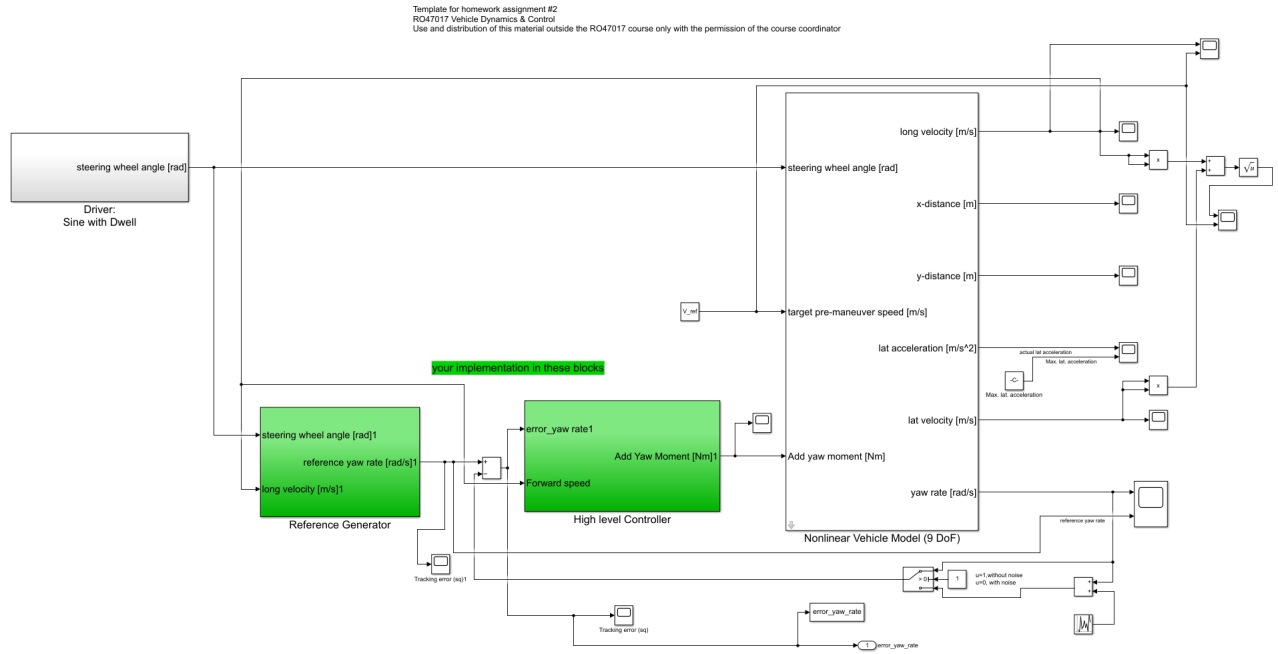 Template for homework assignment #2
RO47017 Vehicle Dynamics & Control
Use and distribution of this material outside the RO47017 course only with the permission of the course coordinator
steering wheel angle [rad]
Driver:
Sine with Dwell
long velocity [m/s]
steering wheel angle [rad]
x-distance [m]
y-distance [m]
V_ref
target pre-maneuver speed [m/s]
lat acceleration [m/s^2]
actual lat acceleration
Max. lat. acceleration
-C-
Max. lat. acceleration
x
+
+
√u
x
lat velocity [m/s]
your implementation in these blocks
steering wheel angle [rad]1
reference yaw rate [rad/s]1
long velocity [m/s]1
Reference Generator
+
−
error_yaw rate1
Add Yaw Moment [Nm]1
Forward speed
High level Controller
Add yaw moment [Nm]
yaw rate [rad/s]
reference yaw rate
Nonlinear Vehicle Model (9 DoF)
Tracking error (sq)1
> 0
1
u=1,without noise
u=0, with noise
+
+
Tracking error (sq)
error_yaw_rate
1
error_yaw_rate